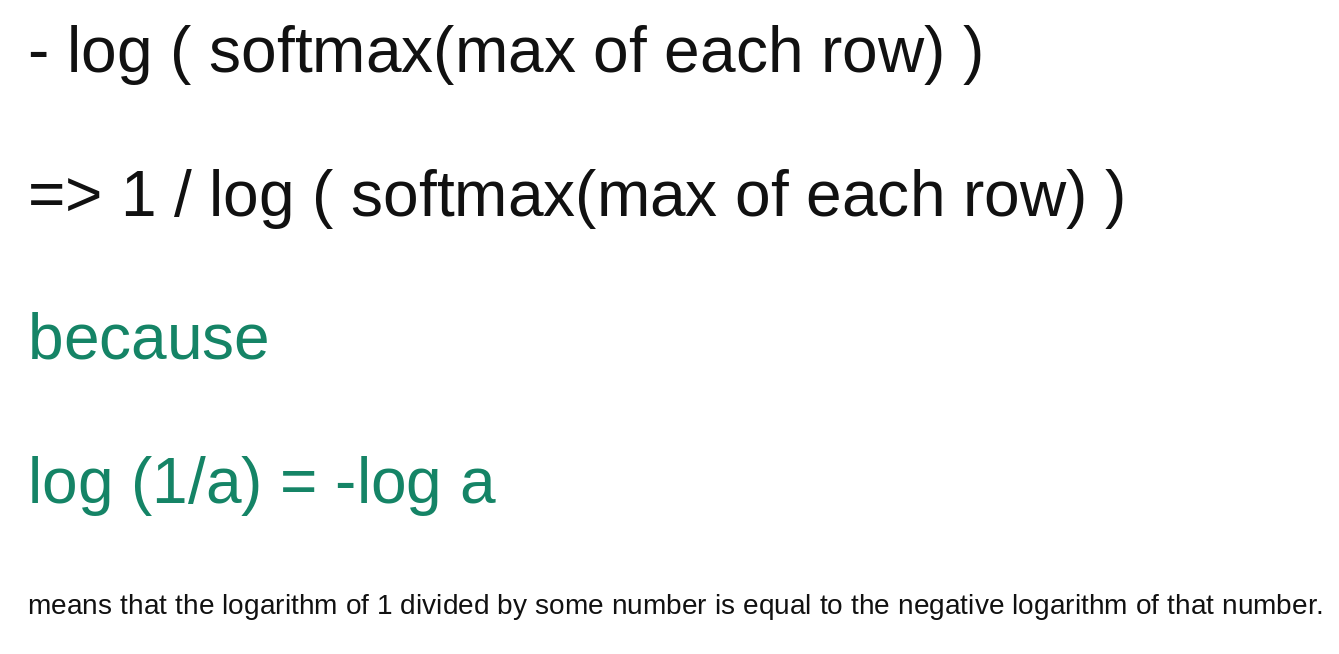 - log ( softmax(max of each row) )
=> 1 / log ( softmax(max of each row) )
because
log (1/a) = -log a
means that the logarithm of 1 divided by some number is equal to the negative logarithm of that number.